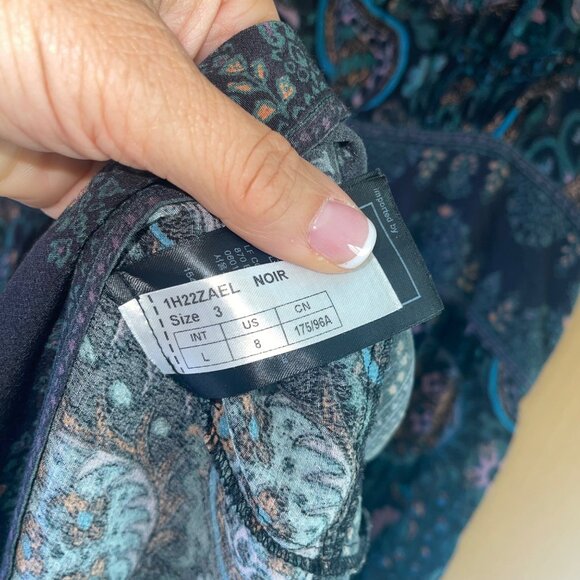 imported by.
1H22ZAEL NOIR
Size 3
INT US CN
L 8 175/96A